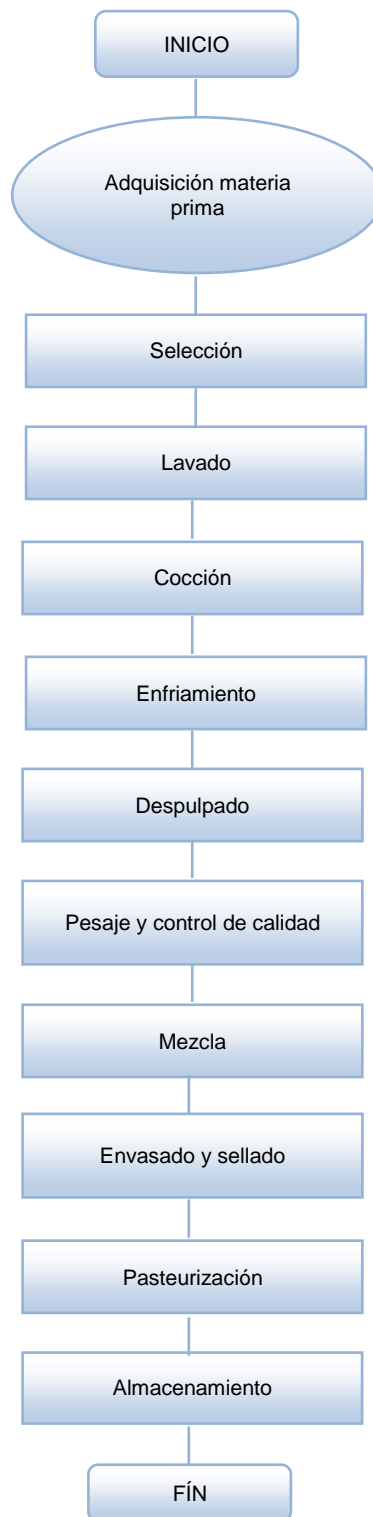 INICIO
Adquisición materia
prima
Selección
Lavado
Cocción
Enfriamiento
Despulpado
Pesaje y control de calidad
Mezcla
Envasado y sellado
Pasteurización
Almacenamiento
FÍN